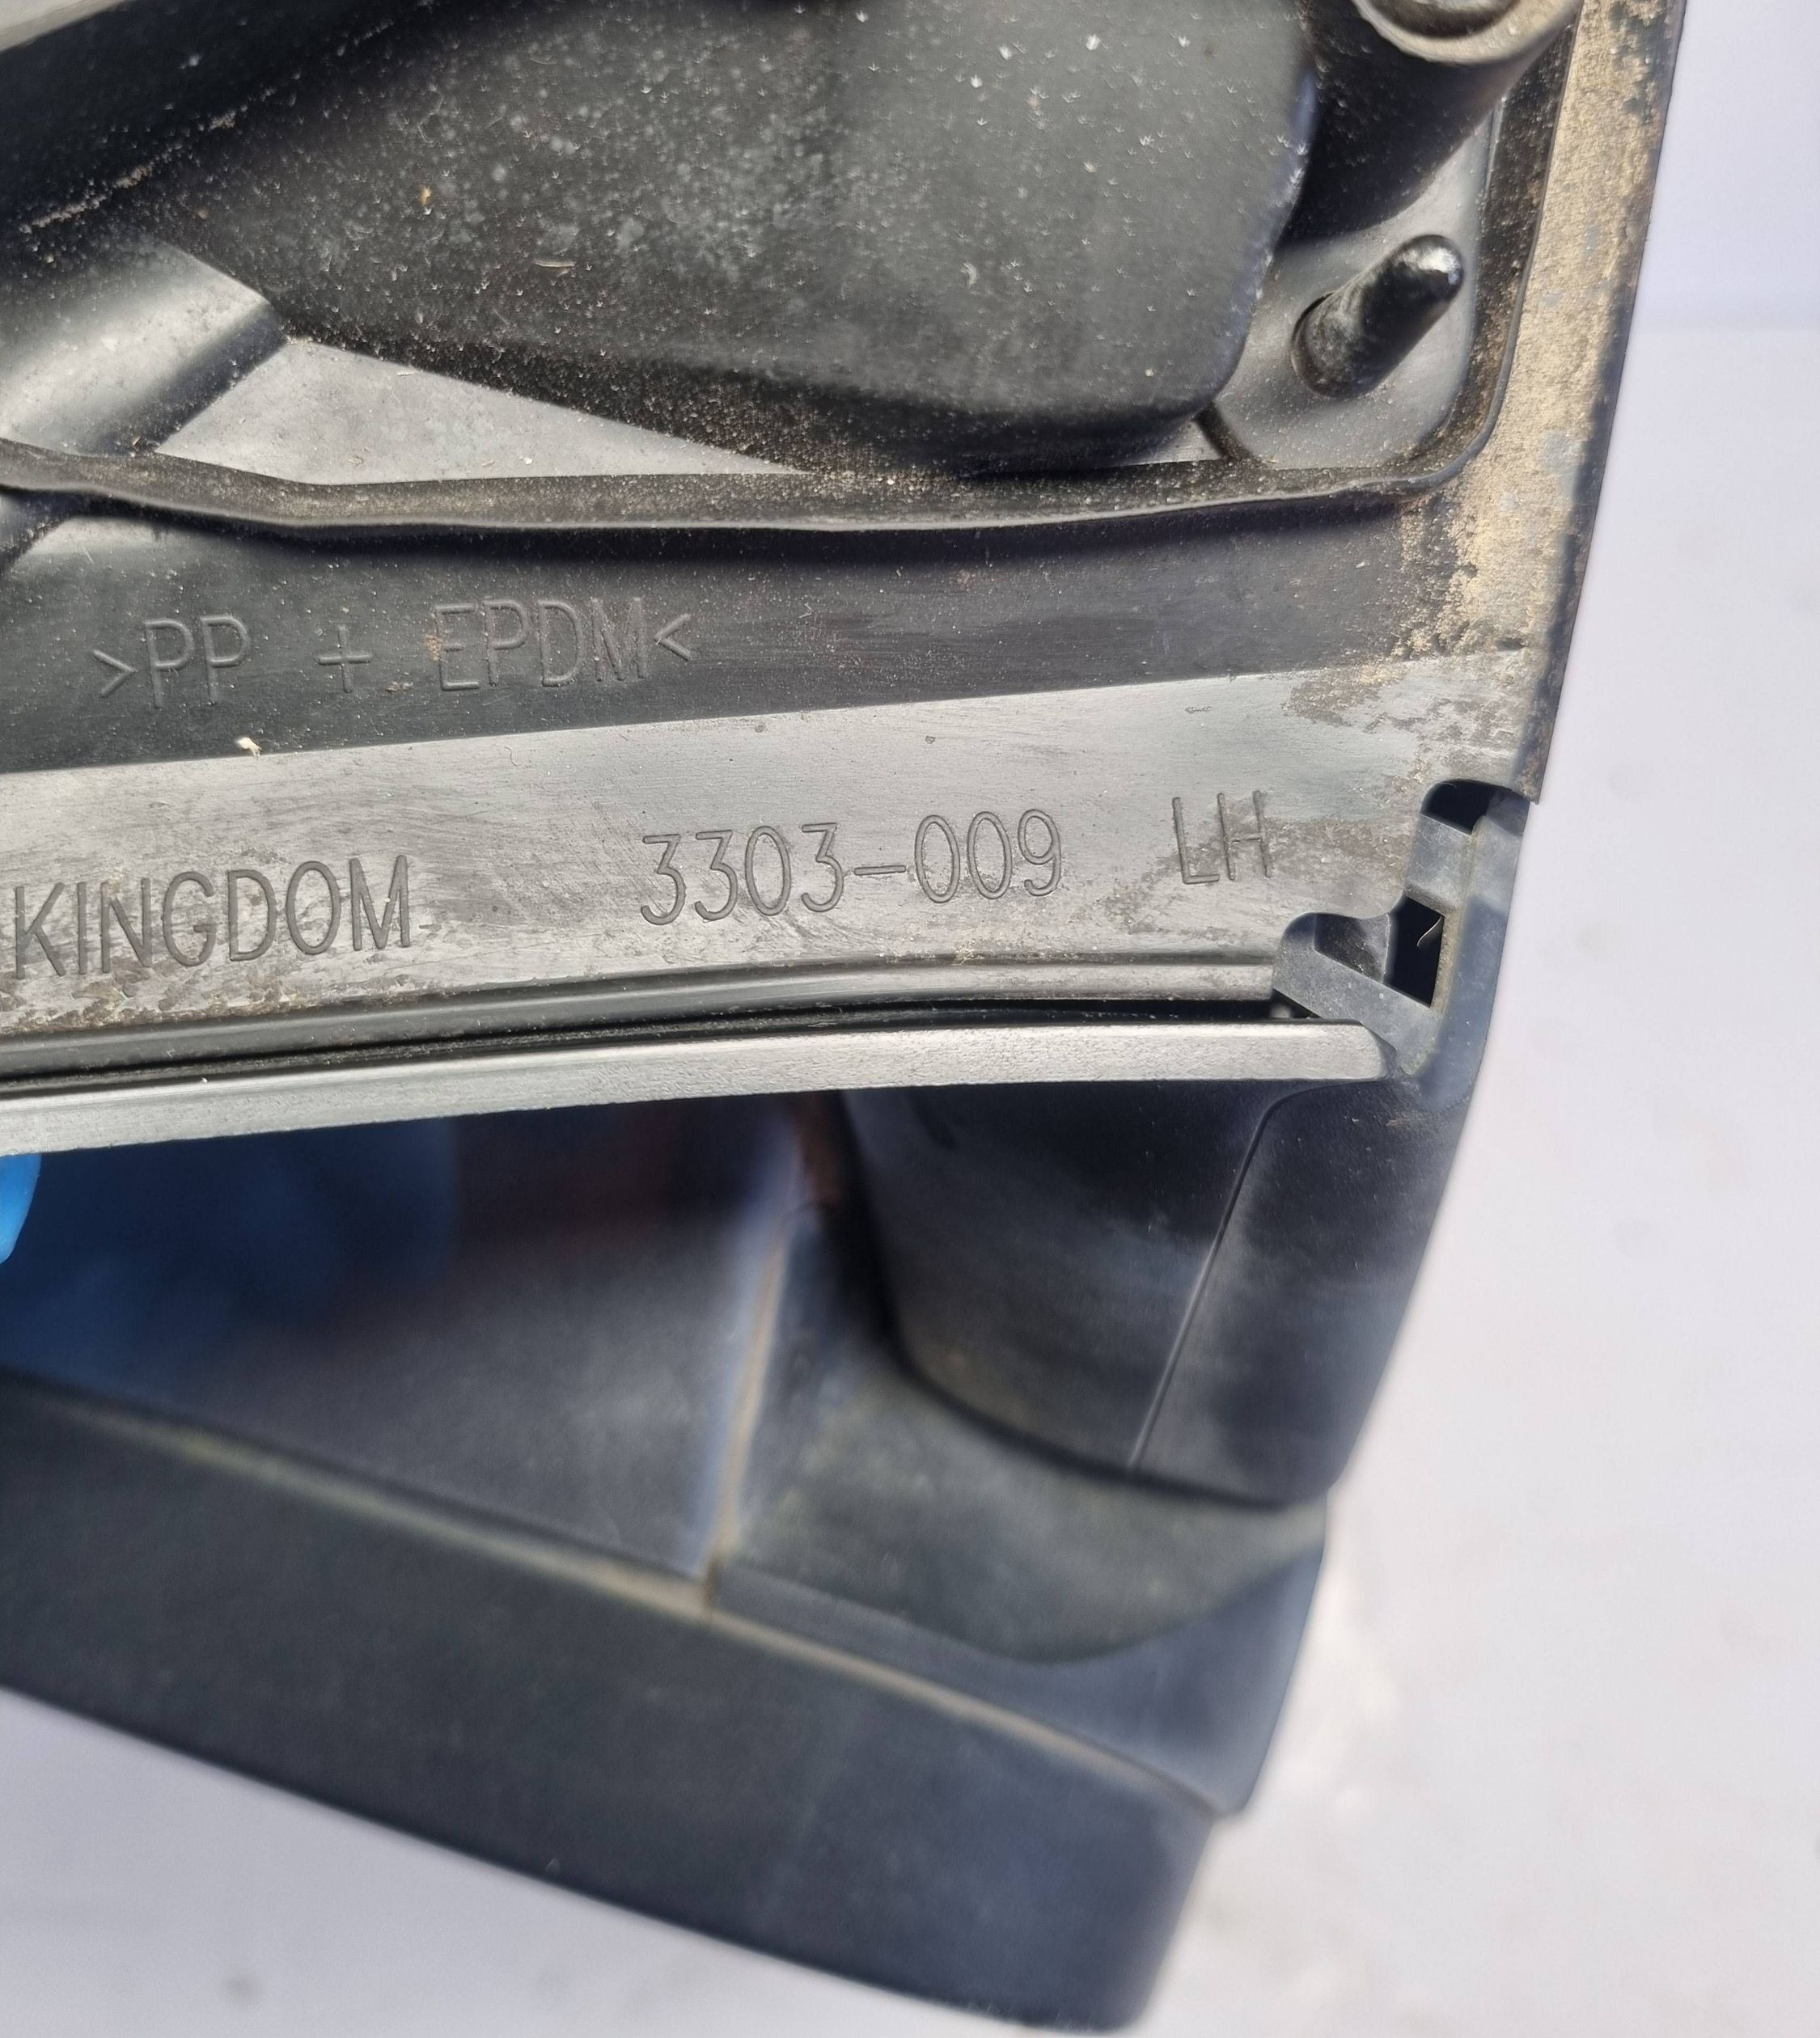 >PP + EPDM<
KINGDOM 3303-009 LH